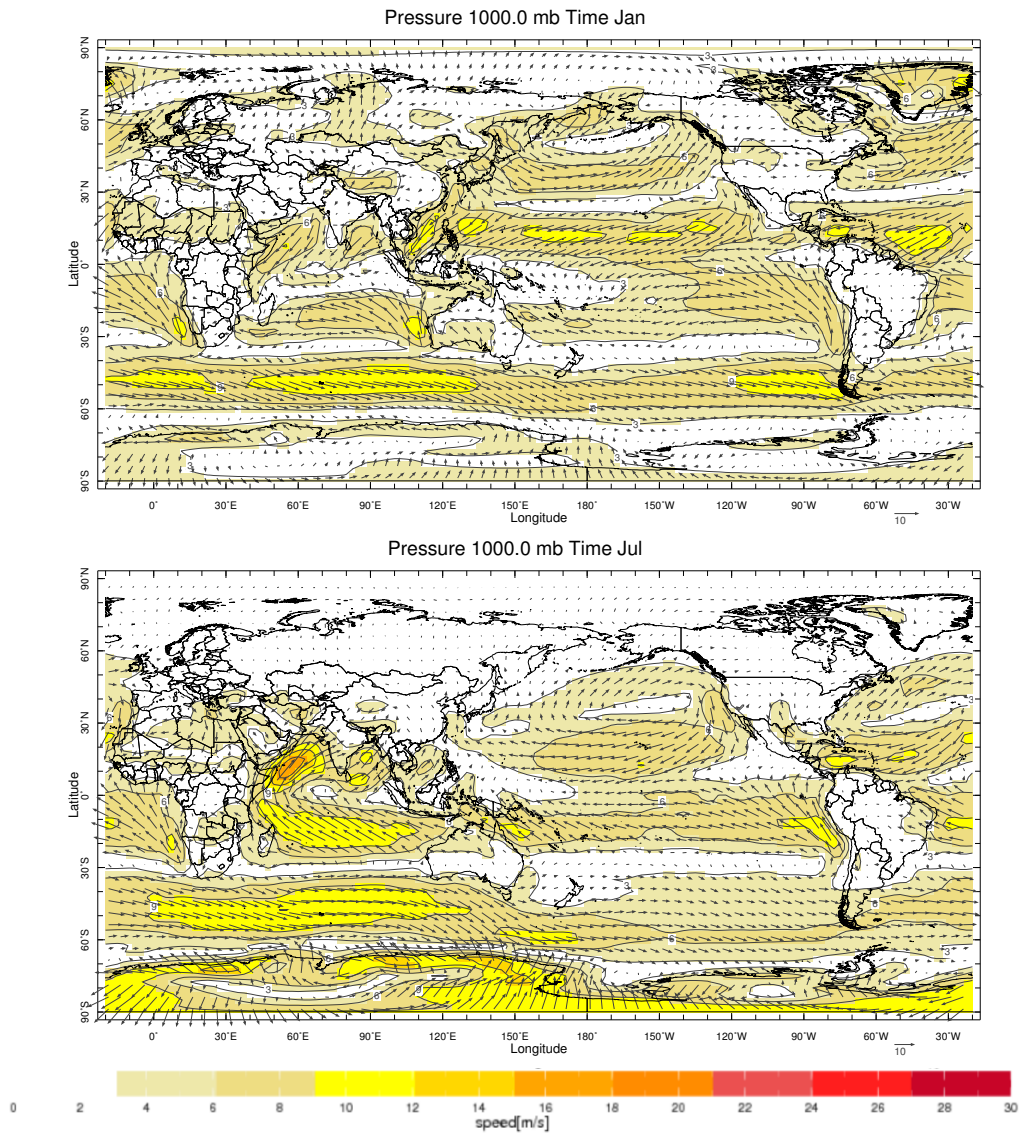 Pressure 1000.0 mb Time Jan
90˚N
60˚N
30˚N
0
30˚S
60˚S
90˚S
Latitude
0˚ 30˚E 60˚E 90˚E 120˚E 150˚E 180˚ 150˚W 120˚W 90˚W 60˚W 30˚W
Longitude
10
Pressure 1000.0 mb Time Jul
90˚N
60˚N
30˚N
0
30˚S
60˚S
90˚S
Latitude
0˚ 30˚E 60˚E 90˚E 120˚E 150˚E 180˚ 150˚W 120˚W 90˚W 60˚W 30˚W
Longitude
10
0 2 4 6 8 10 12 14 16 18 20 22 24 26 28 30
speed[m/s]